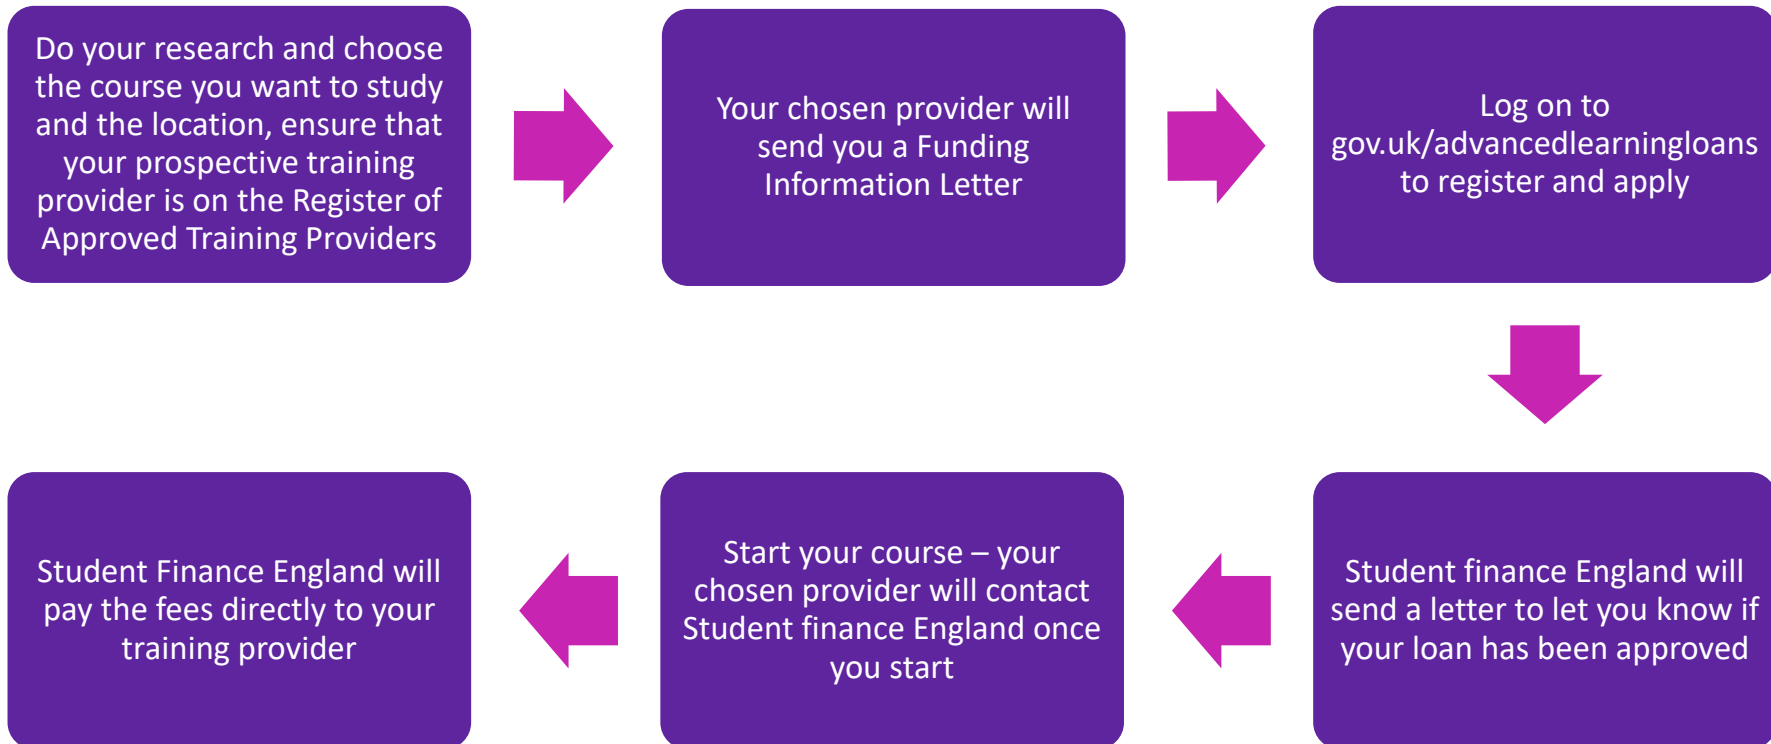 Do your research and choose
the course you want to study
and the location, ensure that
your prospective training
provider is on the Register of
Approved Training Providers
Your chosen provider will
send you a Funding
Information Letter
Log on to
gov.uk/advancedlearningloans
to register and apply
Student finance England will
send a letter to let you know if
your loan has been approved
Start your course – your
chosen provider will contact
Student finance England once
you start
Student Finance England will
pay the fees directly to your
training provider